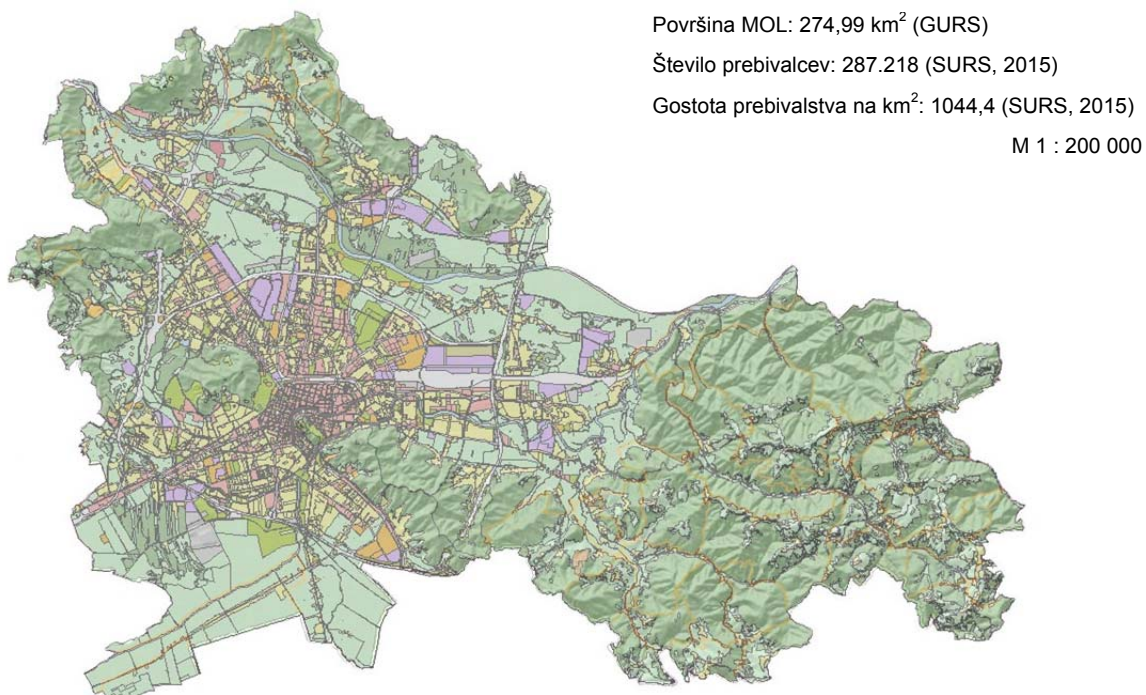 Površina MOL: 274,99 km² (GURS)
Število prebivalcev: 287.218 (SURS, 2015)
Gostota prebivalstva na km²: 1044,4 (SURS, 2015)
M 1 : 200 000